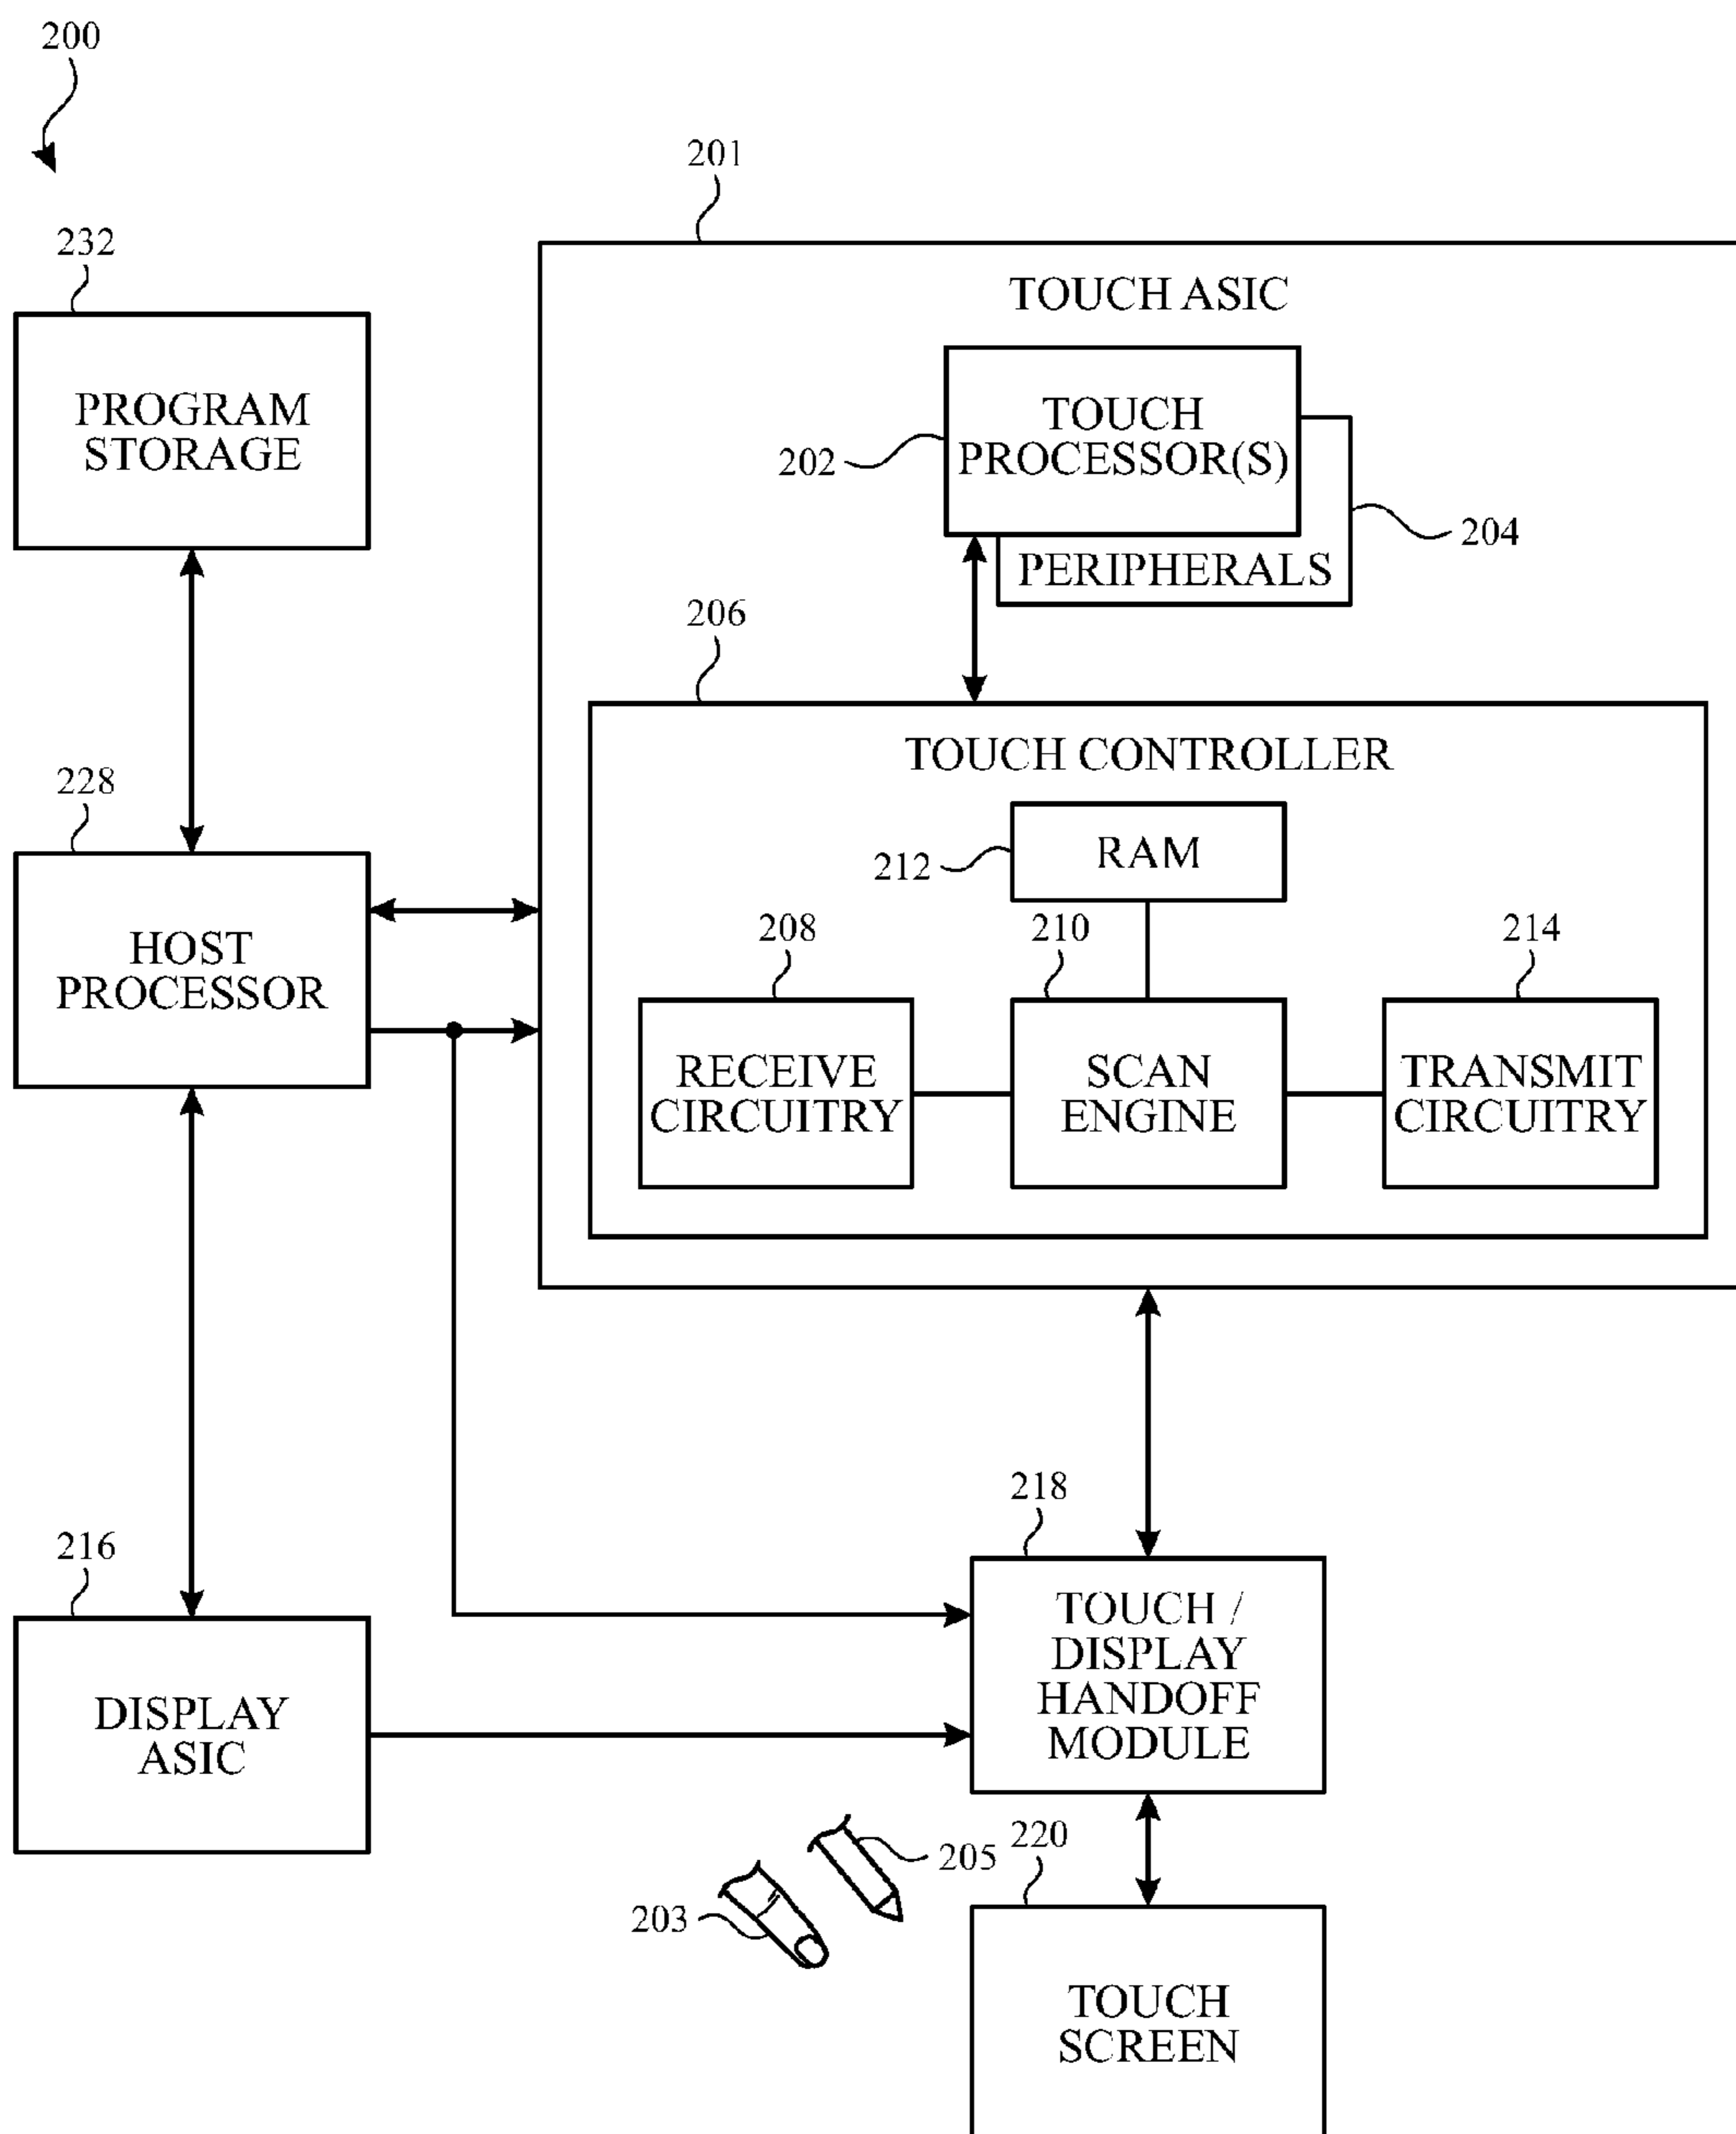 200
201
232
TOUCH ASIC
PROGRAM
STORAGE
TOUCH
PROCESSOR(S)
202
204
PERIPHERALS
206
TOUCH CONTROLLER
228
RAM
212
HOST
PROCESSOR
208
210
214
RECEIVE
CIRCUITRY
SCAN
ENGINE
TRANSMIT
CIRCUITRY
218
216
TOUCH /
DISPLAY
HANDOFF
MODULE
DISPLAY
ASIC
220
205
203
TOUCH
SCREEN